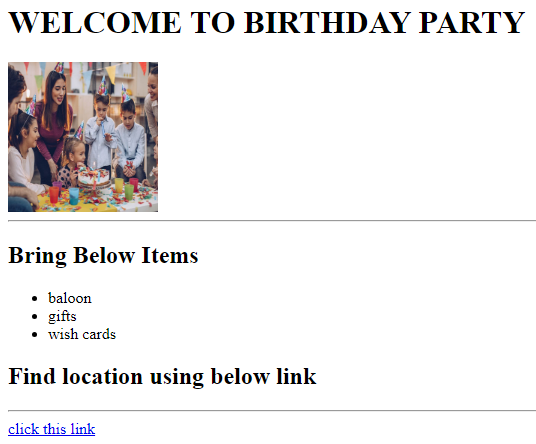 WELCOME TO BIRTHDAY PARTY
Bring Below Items
baloon
gifts
wish cards
Find location using below link
click this link